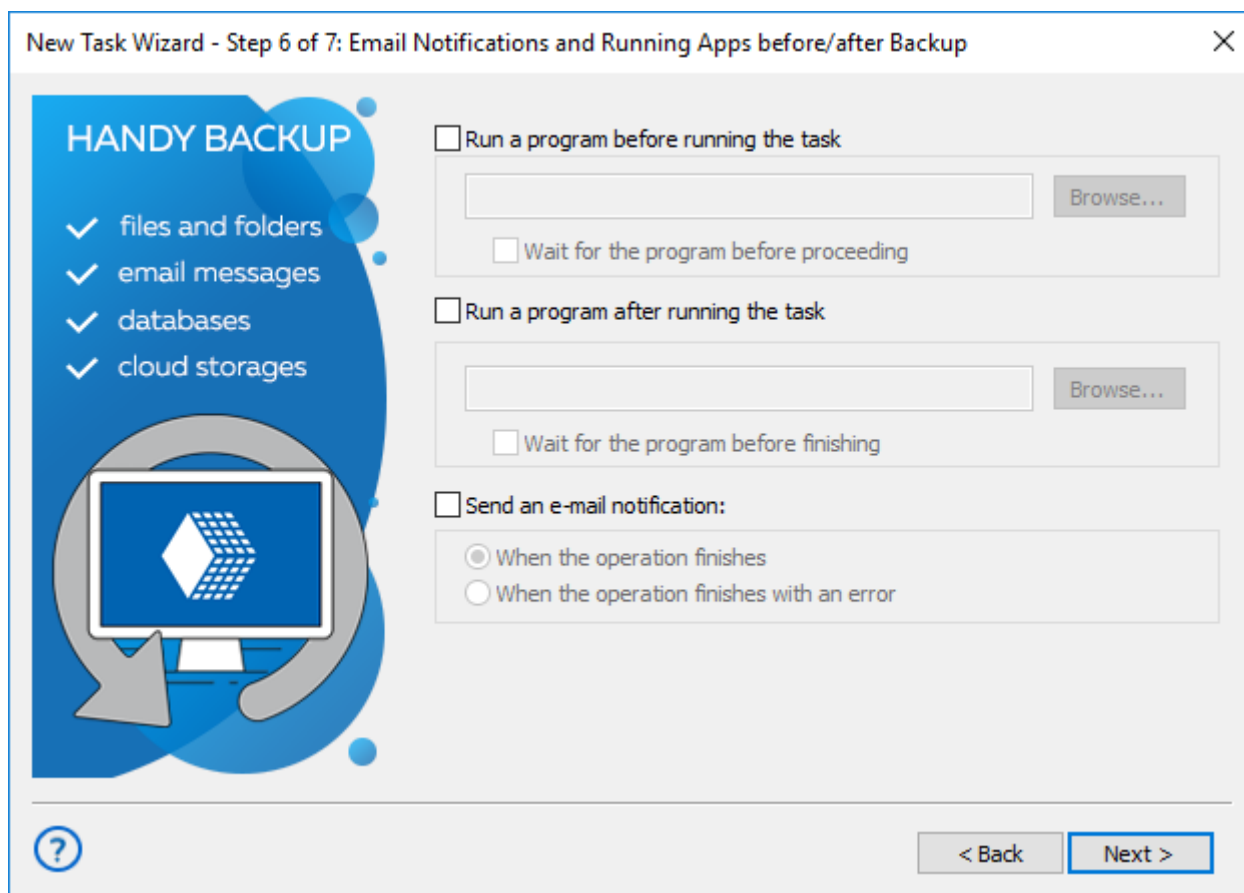 New Task Wizard - Step 6 of 7: Email Notifications and Running Apps before/after Backup
HANDY BACKUP
files and folders
email messages
databases
cloud storages
Run a program before running the task
Browse...
Wait for the program before proceeding
Run a program after running the task
Browse...
Wait for the program before finishing
Send an e-mail notification:
When the operation finishes
When the operation finishes with an error
?
< Back
Next >